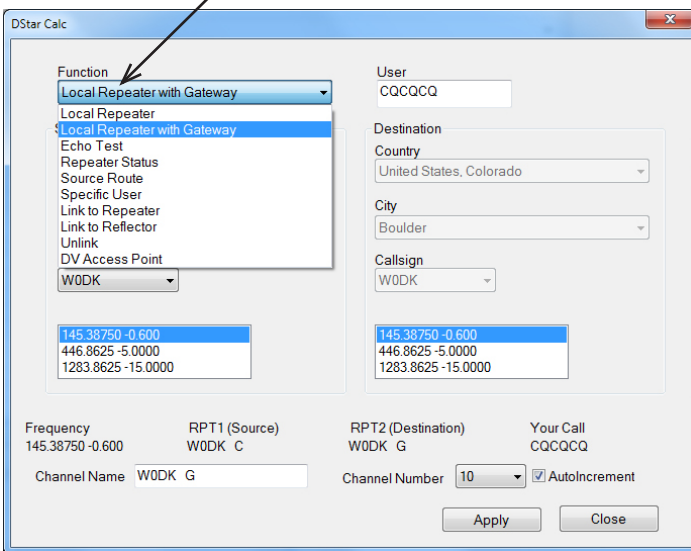 DStar Calc
x
Function
Local Repeater with Gateway
Local Repeater
Local Repeater with Gateway
Echo Test
Repeater Status
Source Route
Specific User
Link to Repeater
Link to Reflector
Unlink
DV Access Point
W0DK
145.38750 -0.600
446.8625 -5.0000
1283.8625 -15.0000
User
CQCQCQ
Destination
Country
United States, Colorado
City
Boulder
Callsign
W0DK
145.38750 -0.600
446.8625 -5.0000
1283.8625 -15.0000
Frequency RPT1 (Source) RPT2 (Destination) Your Call
145.38750 -0.600 W0DK C W0DK G CQCQCQ
Channel Name W0DK G Channel Number 10 AutoIncrement
Apply Close